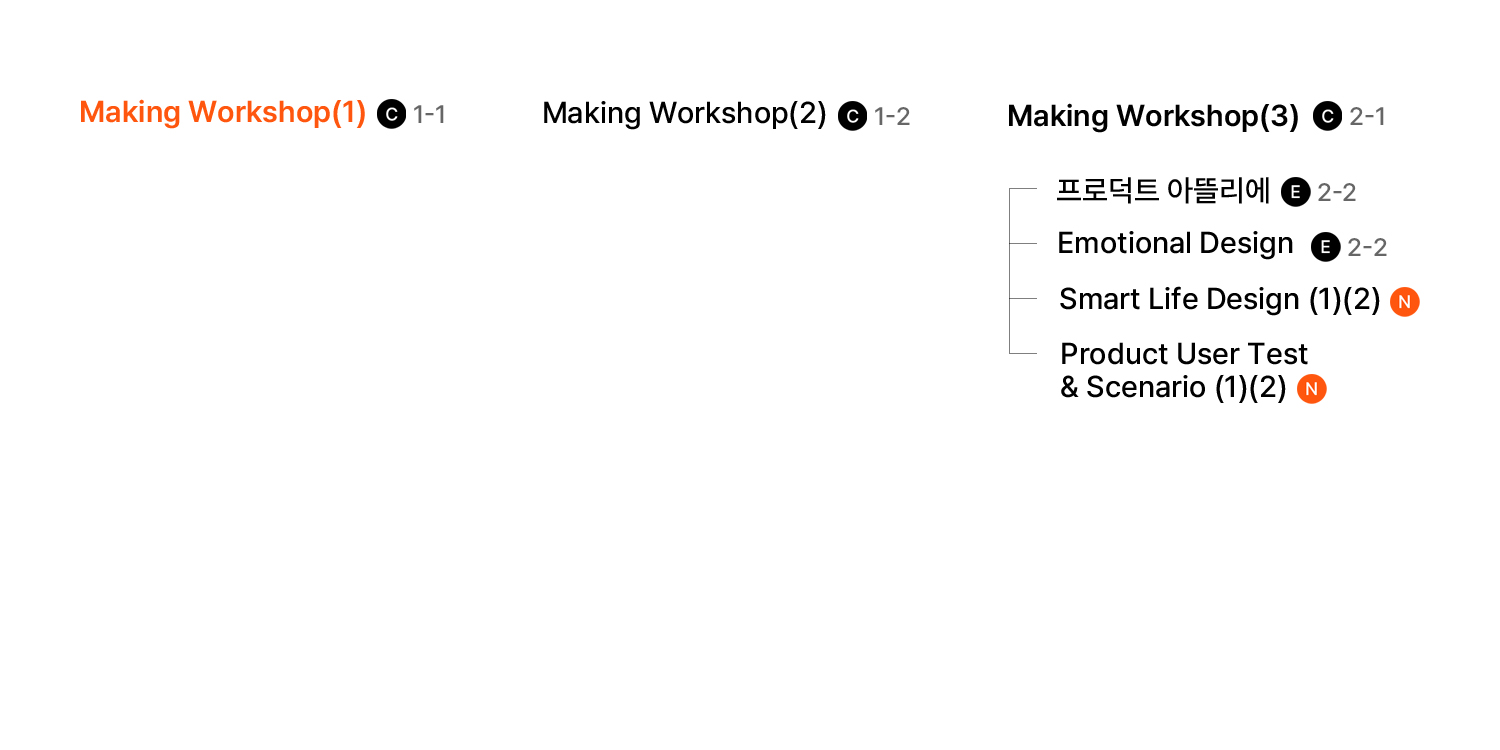 Making Workshop(1) C 1-1
Making Workshop(2) C 1-2
Making Workshop(3) C 2-1
프로덕트 아뜰리에 E 2-2
Emotional Design E 2-2
Smart Life Design (1)(2) N
Product User Test
& Scenario (1)(2) N